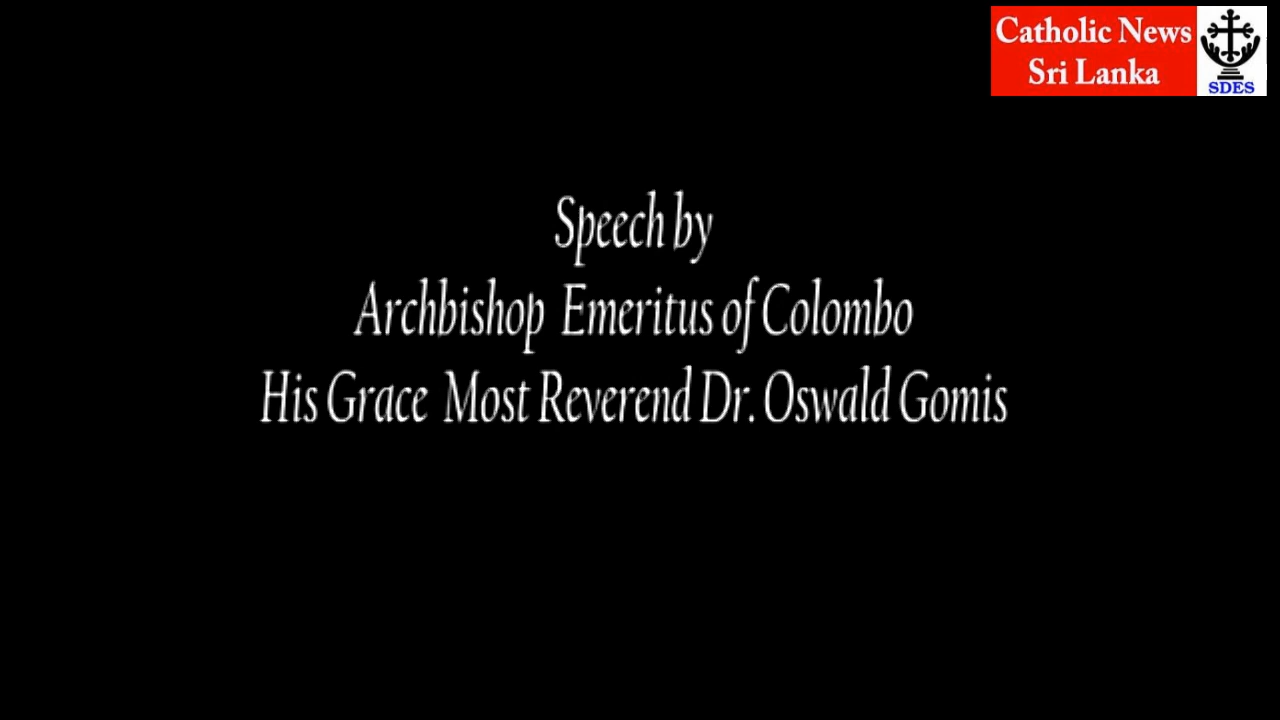 Catholic News
Sri Lanka
SDES
Speech by
Archbishop Emeritus of Colombo
His Grace Most Reverend Dr. Oswald Gomis